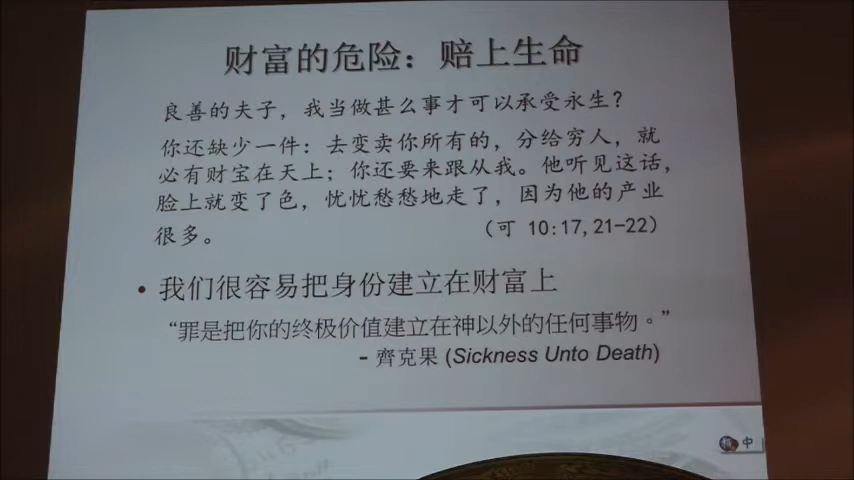 财富的危险：赔上生命
良善的夫子，我当做甚么事才可以承受永生？
你还缺少一件：去变卖你所有的，分给穷人，就
必有财宝在天上；你还要来跟从我。他听见这话，
脸上就变了色，忧忧愁愁地走了，因为他的产业
很多。 （可 10:17,21-22）
• 我们很容易把身份建立在财富上
“罪是把你的终极价值建立在神以外的任何事物。”
- 齊克果 (Sickness Unto Death)
中